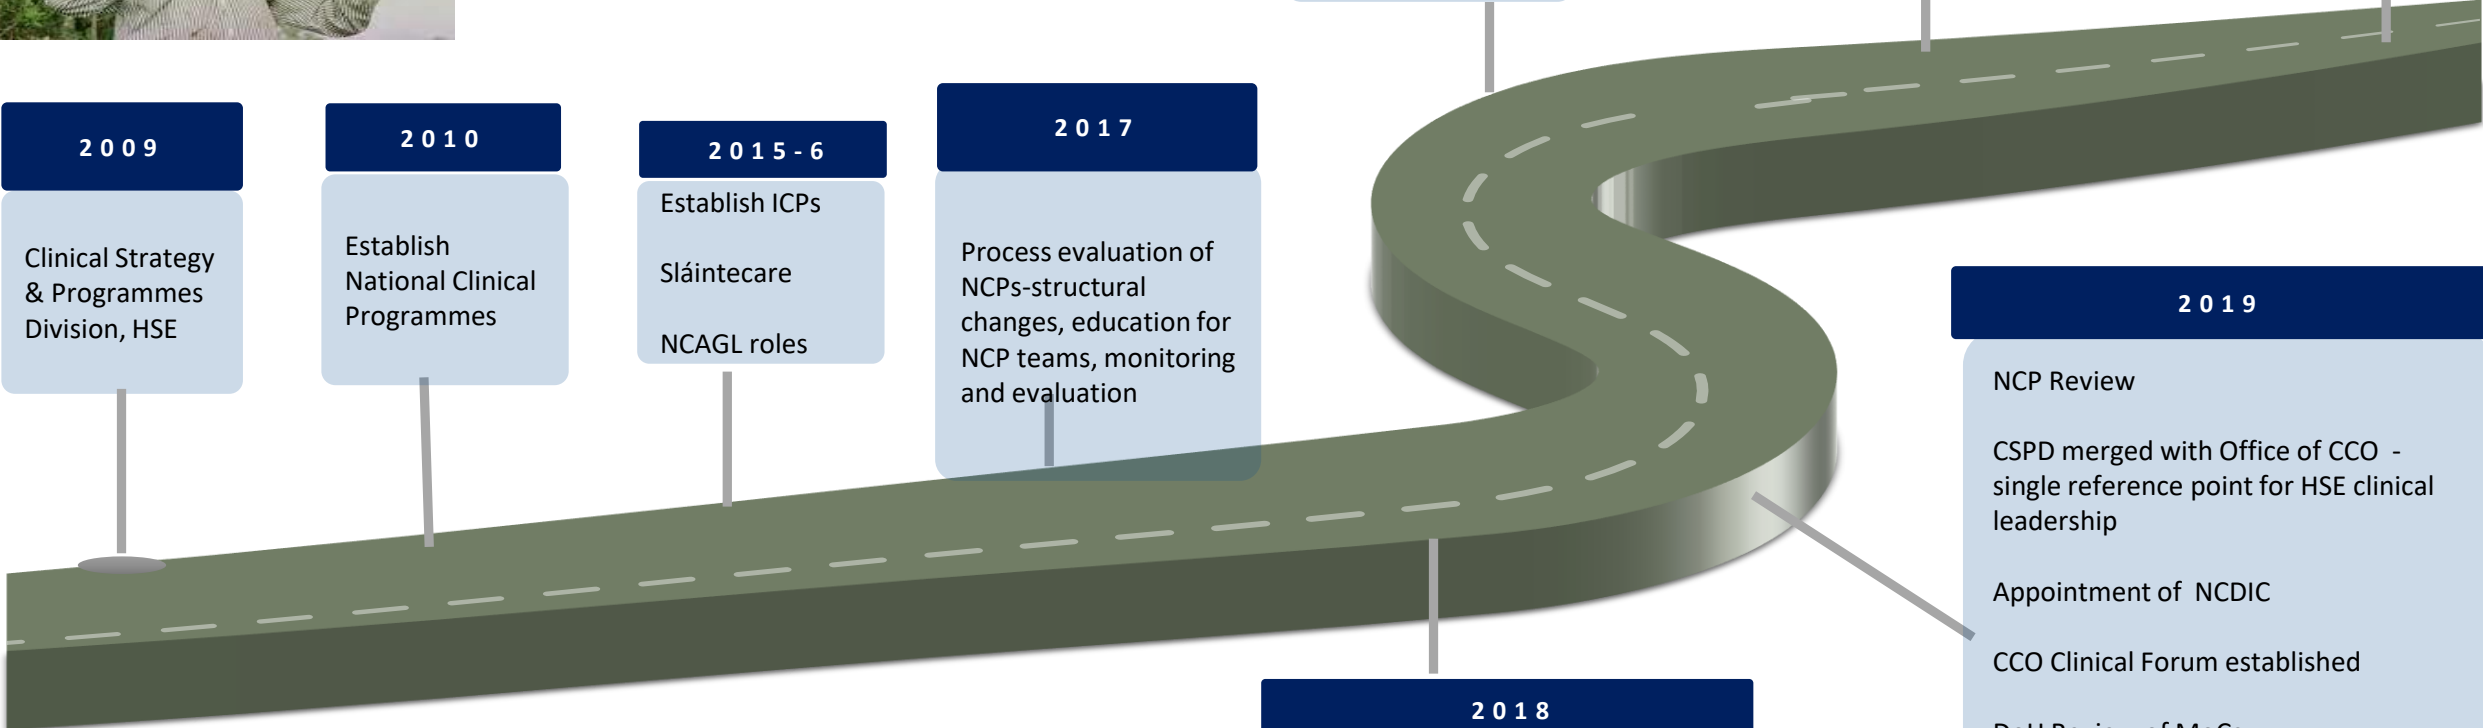 2009
Clinical Strategy
& Programmes
Division, HSE
2010
Establish
National Clinical
Programmes
2015-6
Establish ICPs
Sláintecare
NCAGL roles
2017
Process evaluation of
NCPs-structural
changes, education for
NCP teams, monitoring
and evaluation
2018
2019
NCP Review
CSPD merged with Office of CCO -
single reference point for HSE clinical
leadership
Appointment of NCDIC
CCO Clinical Forum established